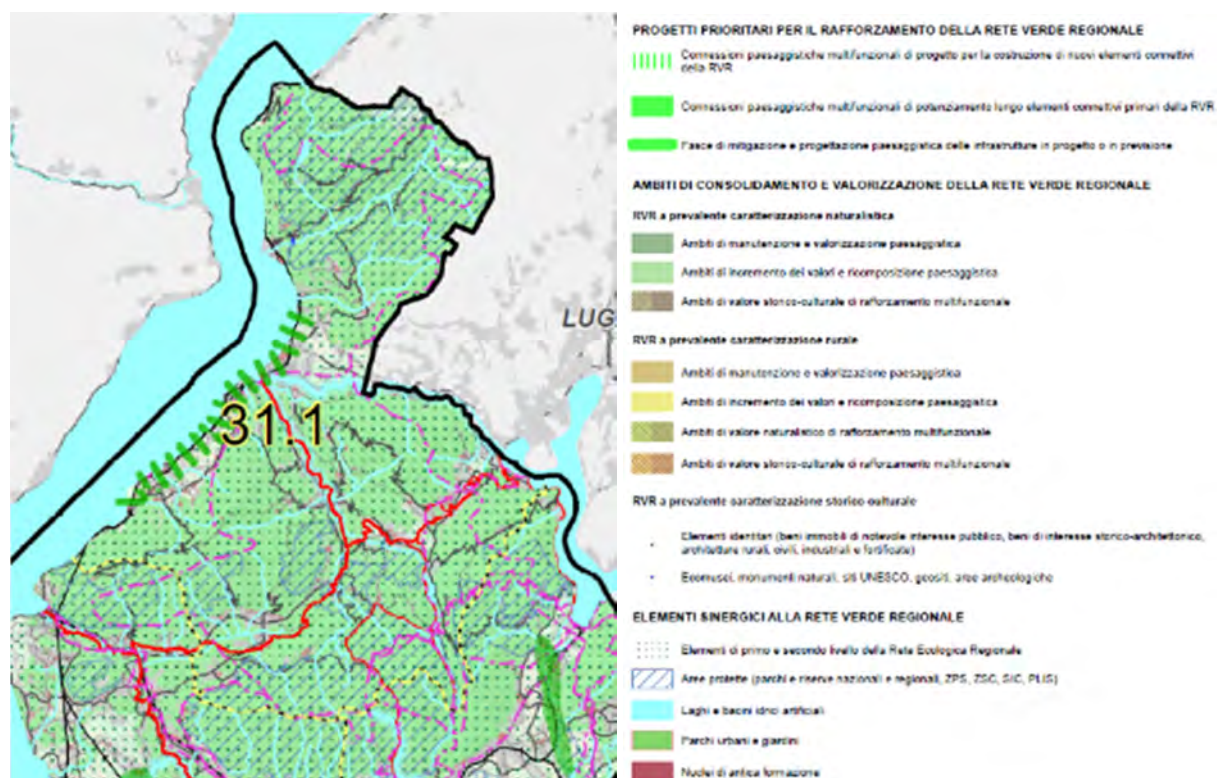 LUG
31.1
PROGETTI PRIORITARI PER IL RAFFORZAMENTO DELLA RETE VERDE REGIONALE
Connessioni paesaggistiche multifunzionali di progetto per la costruzione di nuovi elementi connettivi
della RVR
Connessioni paesaggistiche multifunzionali di potenziamento lungo elementi connettivi primari della RVR
Fasce di mitigazione e progettazione paesaggistica delle infrastrutture in progetto o in previsione
AMBITI DI CONSOLIDAMENTO E VALORIZZAZIONE DELLA RETE VERDE REGIONALE
RVR a prevalente caratterizzazione naturalistica
Ambiti di manutenzione e valorizzazione paesaggistica
Ambiti di incremento dei valori e ricomposizione paesaggistica
Ambiti di valore storico-culturale di rafforzamento multifunzionale
RVR a prevalente caratterizzazione rurale
Ambiti di manutenzione e valorizzazione paesaggistica
Ambiti di incremento dei valori e ricomposizione paesaggistica
Ambiti di valore naturalistico di rafforzamento multifunzionale
Ambiti di valore storico-culturale di rafforzamento multifunzionale
RVR a prevalente caratterizzazione storico culturale
Elementi identitari (beni immobili di notevole interesse pubblico, beni di interesse storico-architettonico,
architetture rurali, civili, industriali e fortificate)
Ecomusei, monumenti naturali, siti UNESCO, geositi, aree archeologiche
ELEMENTI SINERGICI ALLA RETE VERDE REGIONALE
Elementi di primo e secondo livello della Rete Ecologica Regionale
Aree protette (parchi e riserve nazionali e regionali, ZPS, ZSC, SIC, PLIS)
Laghi e bacini idrici artificiali
Parchi urbani e giardini
Nuclei di antica formazione